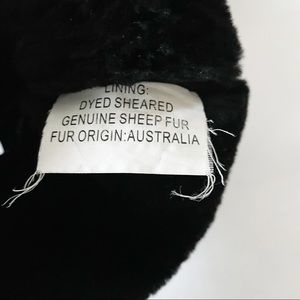 LINING:
DYED SHEARED
GENUINE SHEEP FUR
FUR ORIGIN:AUSTRALIA